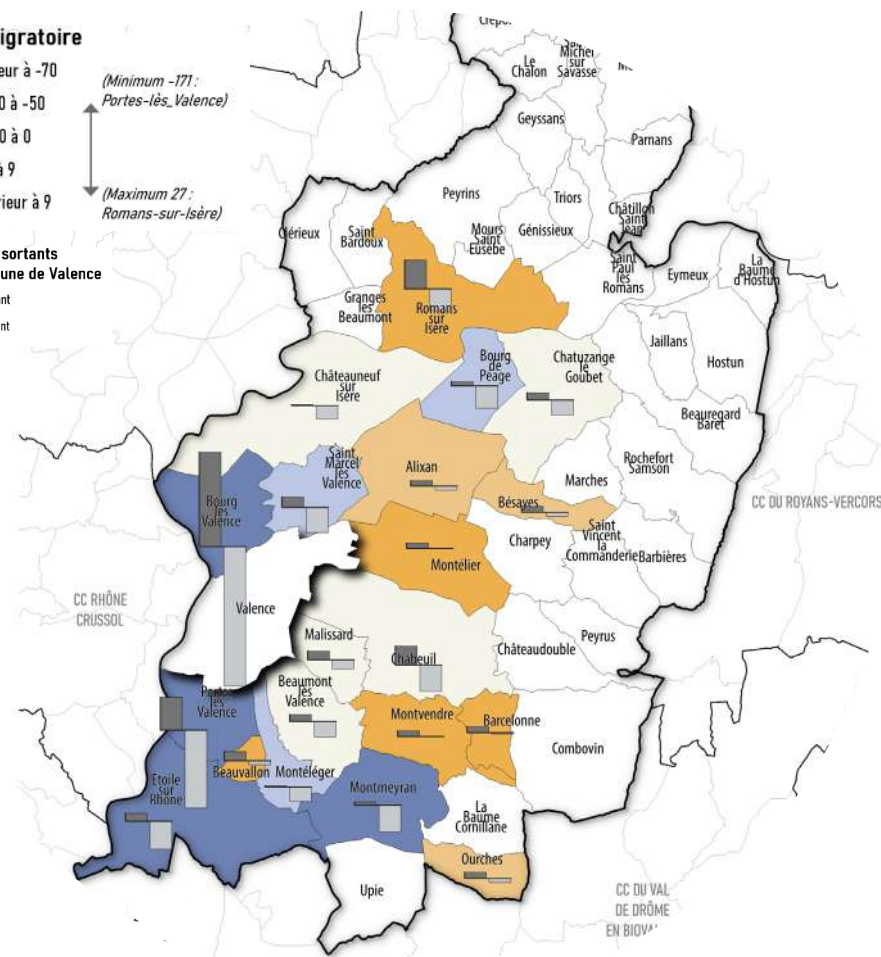 igratoire
eur à -70
0 à -50
0 à 0
à 9
rieur à 9
(Minimum -171 :
Portes-lès_Valence)
(Maximum 27 :
Romans-sur-Isère)
sortants
une de Valence
nt
nt
Le
Chalon
Michel
sur
Savasse
Geyssans
Parnans
Peyrins
Triors
Châtillon
Saint
Jean
Clérieux
Saint
Bardoux
Mours
Saint
Eusebe
Génissieux
Saint
Paul
lès
Romans
Eymeux
La
Baume
d'Hostun
Granges
les
Beaumont
Romans
sur
Isère
Jaillans
Hostun
Bourg
de
Peage
Chatuzange
le
Goubet
Châteauneuf
sur
Isère
Beauregard
Baret
Saint
Marcel
lès
Valence
Alixan
Rochefort
Samson
Marches
Bourg
lès
Valence
Bésayes
CC DU ROYANS-VERCORS
Saint
Vincent
la
Commanderie
Charpey
Barbières
Montélier
CC RHÔNE
CRUSSOL
Valence
Malissard
Chabeuil
Châteaudouble
Peyrus
Beaumont
lès
Valence
Portes
lès
Valence
Montvendre
Barcelonne
Combovin
Etoile
sur
Rhône
Beauvallon
Montéléger
Montmeyran
La
Baume
Cornillane
Ourches
Upie
CC DU VAL
DE DRÔME
EN BIOVA